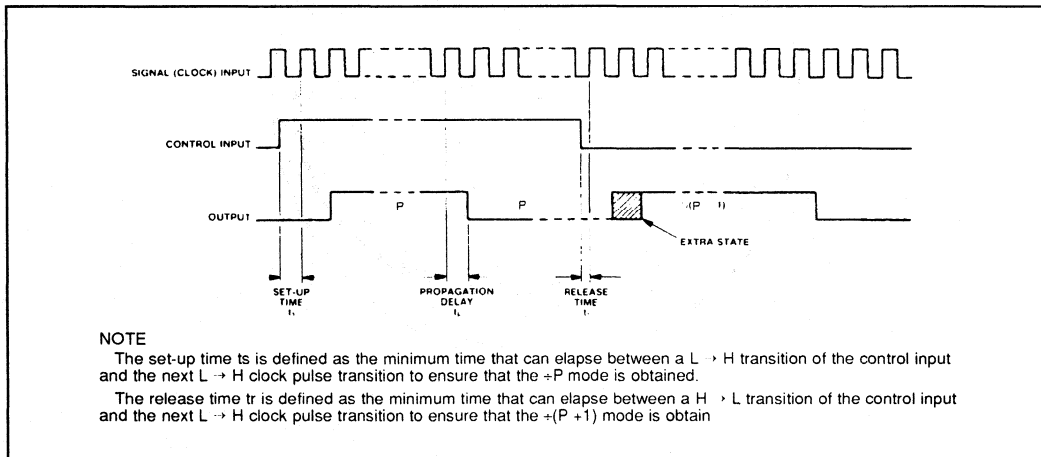 SIGNAL (CLOCK) INPUT
CONTROL INPUT
OUTPUT
P
P
(P 1)
EXTRA STATE
SET-UP
TIME
PROPAGATION
DELAY
RELEASE
TIME
NOTE
The set-up time ts is defined as the minimum time that can elapse between a L → H transition of the control input
and the next L → H clock pulse transition to ensure that the ÷P mode is obtained.
The release time tr is defined as the minimum time that can elapse between a H → L transition of the control input
and the next L → H clock pulse transition to ensure that the ÷(P +1) mode is obtain